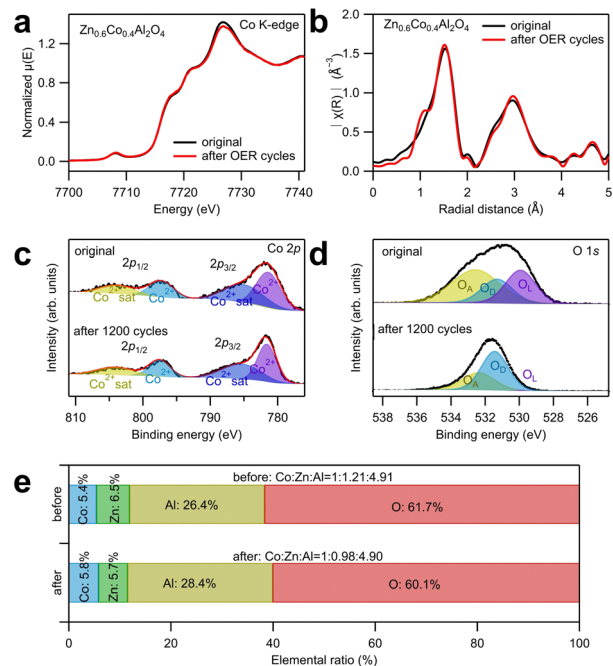 a
Zn0.6Co0.4Al2O4
Co K-edge
Normalized μ(E)
1.2
0.8
0.4
0.0
original
after OER cycles
7700 7710 7720 7730 7740
Energy (eV)
b
Zn0.6Co0.4Al2O4
original
after OER cycles
| χ(R) | (Å⁻³)
2.0
1.5
1.0
0.5
0.0
0 1 2 3 4 5
Radial distance (Å)
c
original
Co 2p
2p1/2
2p3/2
Co2+ sat
Co2+
Co2+ sat
Co2+
after 1200 cycles
2p1/2
2p3/2
Co2+ sat
Co2+
Co2+ sat
Co2+
Intensity (arb. units)
810 800 790 780
Binding energy (eV)
d
original
O 1s
OA
OD
OL
after 1200 cycles
OA
OD
OL
Intensity (arb. units)
538 536 534 532 530 528 526
Binding energy (eV)
e
before: Co:Zn:Al=1:1.21:4.91
before
Co: 5.4%
Zn: 6.5%
Al: 26.4%
O: 61.7%
after: Co:Zn:Al=1:0.98:4.90
after
Co: 5.8%
Zn: 5.7%
Al: 28.4%
O: 60.1%
0 20 40 60 80 100
Elemental ratio (%)